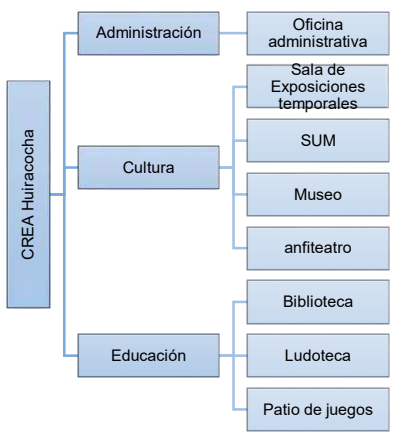 CREA Huiracocha
Administración
Oficina
administrativa
Cultura
Sala de
Exposiciones
temporales
SUM
Museo
anfiteatro
Educación
Biblioteca
Ludoteca
Patio de juegos